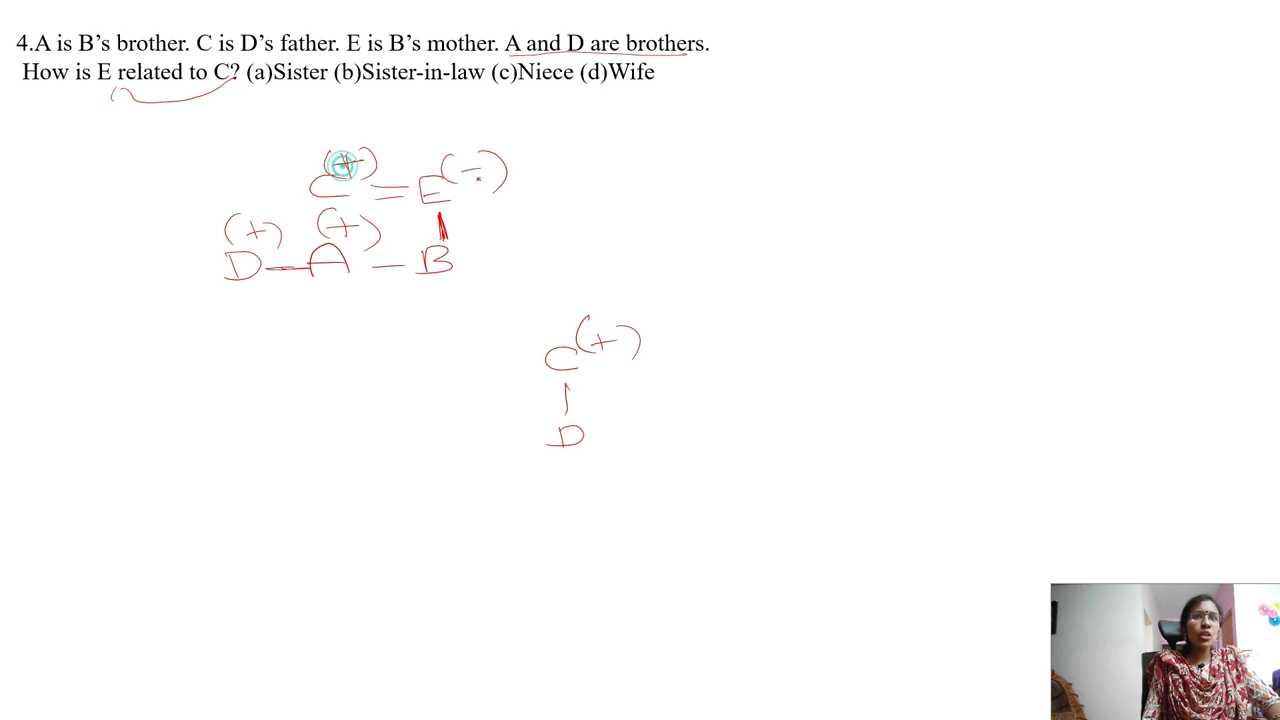 4.A is B’s brother. C is D’s father. E is B’s mother. A and D are brothers.
How is E related to C? (a)Sister (b)Sister-in-law (c)Niece (d)Wife
(+)
C = E (-)
(+) (+)
D - A - B
C (+)
D